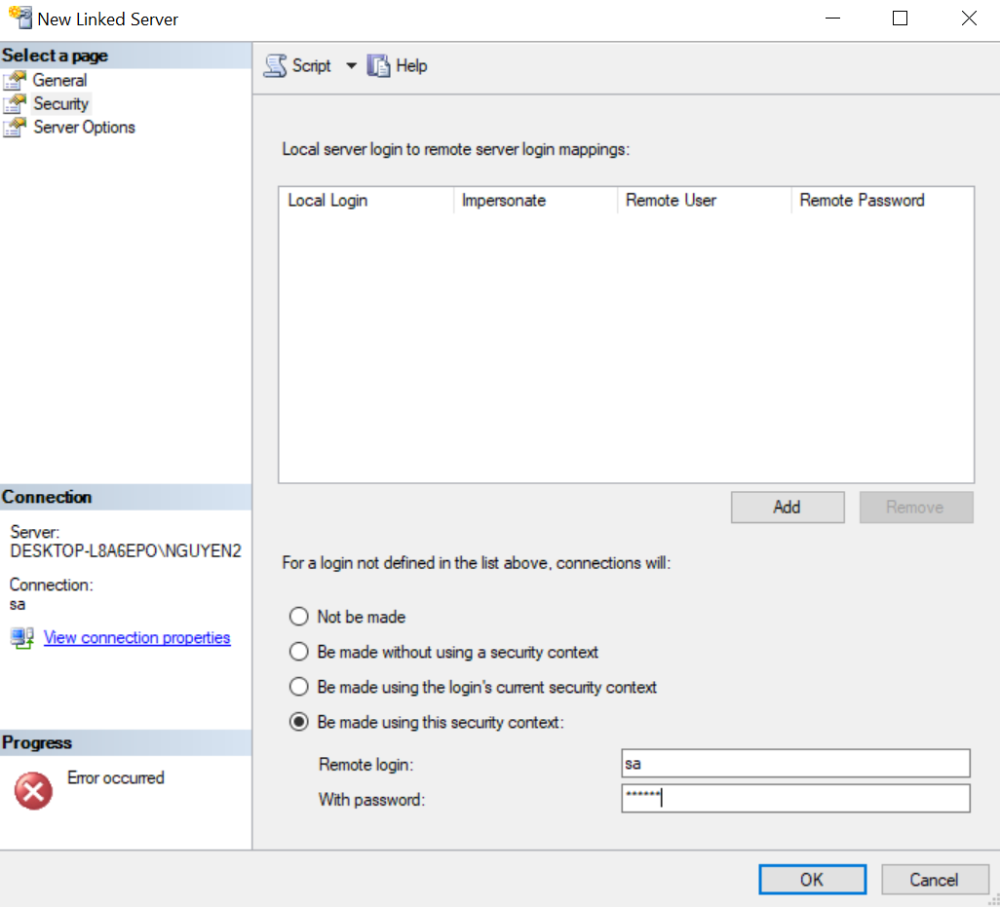 New Linked Server
Select a page
General
Security
Server Options
Script
Help
Local server login to remote server login mappings:
Local Login Impersonate Remote User Remote Password
Add Remove
Connection
Server:
DESKTOP-L8A6EPO\NGUYEN2
Connection:
sa
View connection properties
For a login not defined in the list above, connections will:
Not be made
Be made without using a security context
Be made using the login's current security context
Be made using this security context:
Remote login: sa
With password: ******
Progress
Error occurred
OK Cancel